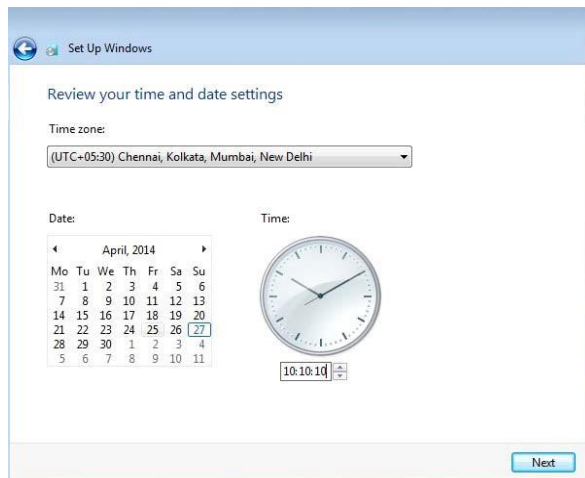 Set Up Windows
Review your time and date settings
Time zone:
(UTC+05:30) Chennai, Kolkata, Mumbai, New Delhi
Date:
Time:
April, 2014
Mo Tu We Th Fr Sa Su
31 1 2 3 4 5 6
7 8 9 10 11 12 13
14 15 16 17 18 19 20
21 22 23 24 25 26 27
28 29 30 1 2 3 4
5 6 7 8 9 10 11
10:10:10
Next